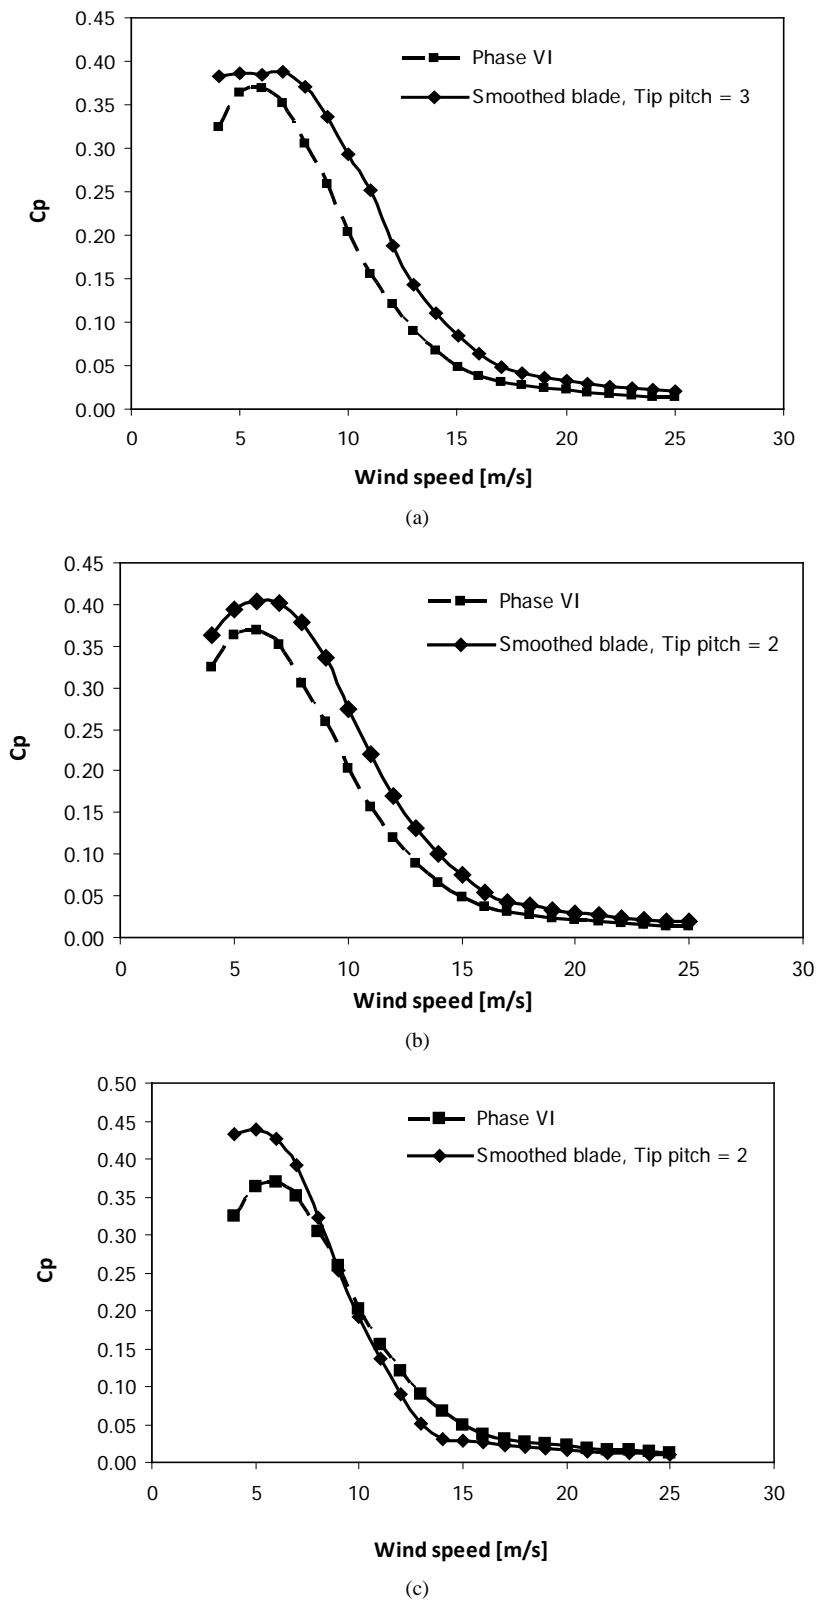 0.45
0.40
0.35
0.30
0.25
0.20
0.15
0.10
0.05
0.00
Cp
Phase VI
Smoothed blade, Tip pitch = 3
0 5 10 15 20 25 30
Wind speed [m/s]
(a)
0.45
0.40
0.35
0.30
0.25
0.20
0.15
0.10
0.05
0.00
Cp
Phase VI
Smoothed blade, Tip pitch = 2
0 5 10 15 20 25 30
Wind speed [m/s]
(b)
0.50
0.45
0.40
0.35
0.30
0.25
0.20
0.15
0.10
0.05
0.00
Cp
Phase VI
Smoothed blade, Tip pitch = 2
0 5 10 15 20 25 30
Wind speed [m/s]
(c)